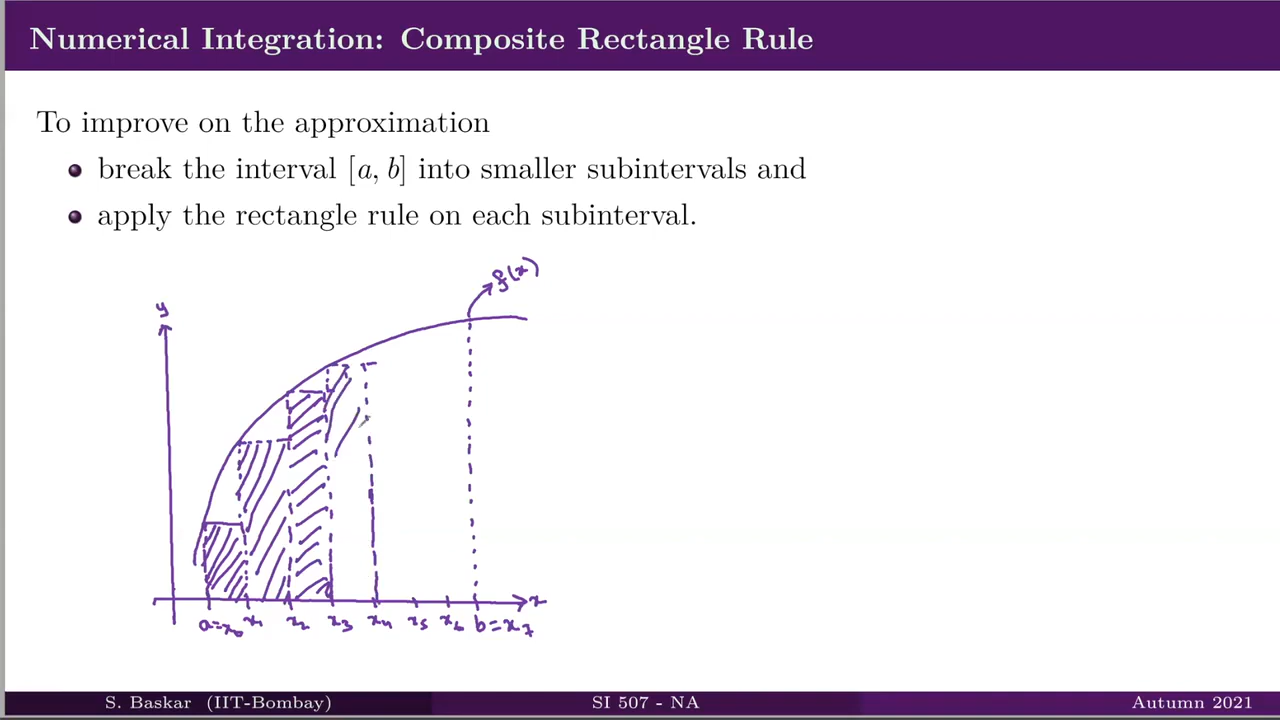 Numerical Integration: Composite Rectangle Rule
To improve on the approximation
break the interval [a, b] into smaller subintervals and
apply the rectangle rule on each subinterval.
f(x)
y
x
a=x₀ x₁ x₂ x₃ x₄ x₅ x₆ b=x₇
S. Baskar (IIT-Bombay) SI 507 - NA Autumn 2021